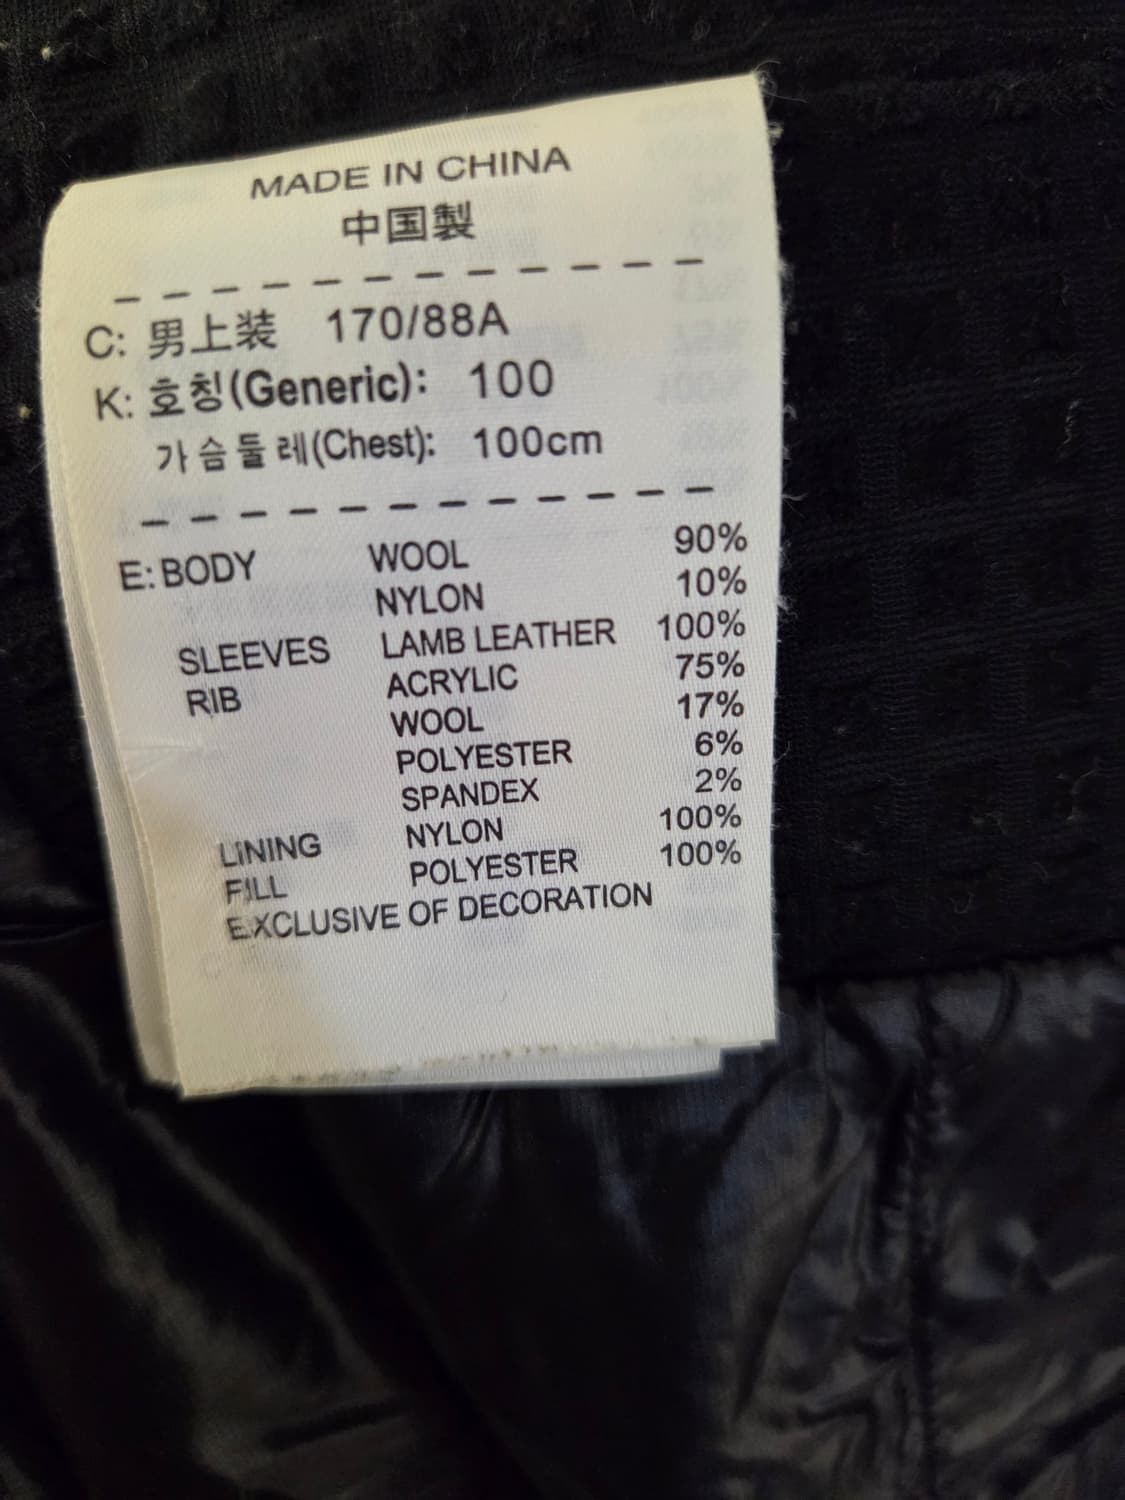 MADE IN CHINA
中国製
C: 男上装 170/88A
K: 호칭(Generic): 100
가슴둘레(Chest): 100cm
E: BODY WOOL 90%
NYLON 10%
SLEEVES LAMB LEATHER 100%
RIB ACRYLIC 75%
WOOL 17%
POLYESTER 6%
SPANDEX 2%
LINING NYLON 100%
FILL POLYESTER 100%
EXCLUSIVE OF DECORATION